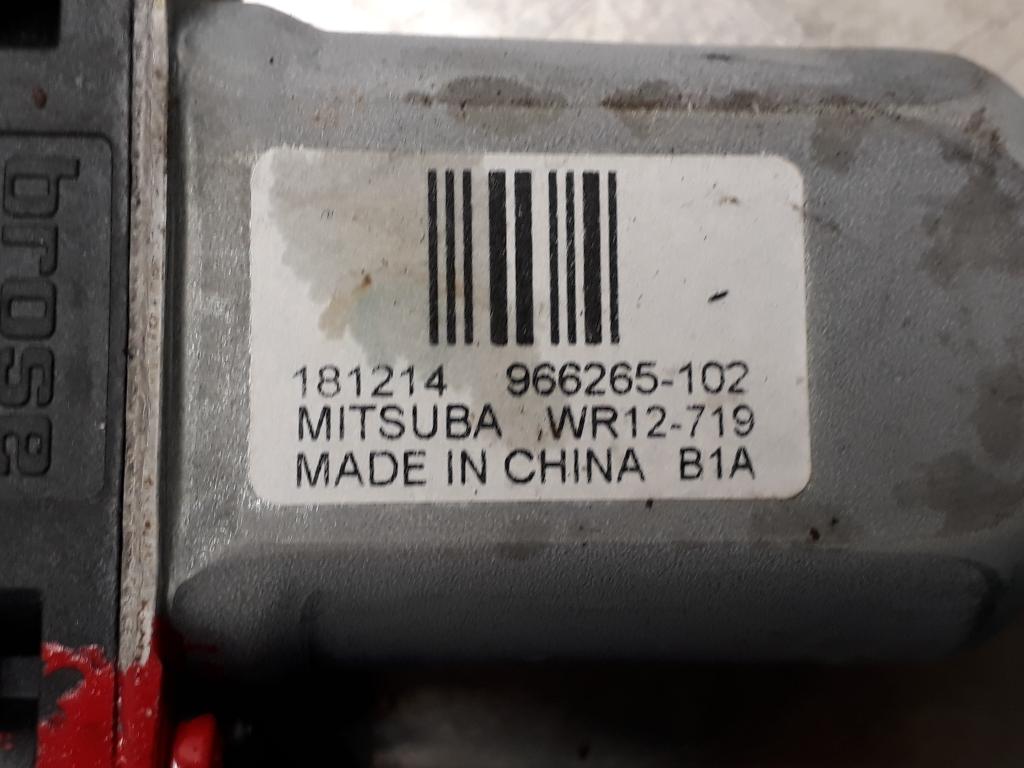 brose
181214 966265-102
MITSUBA WR12-719
MADE IN CHINA B1A